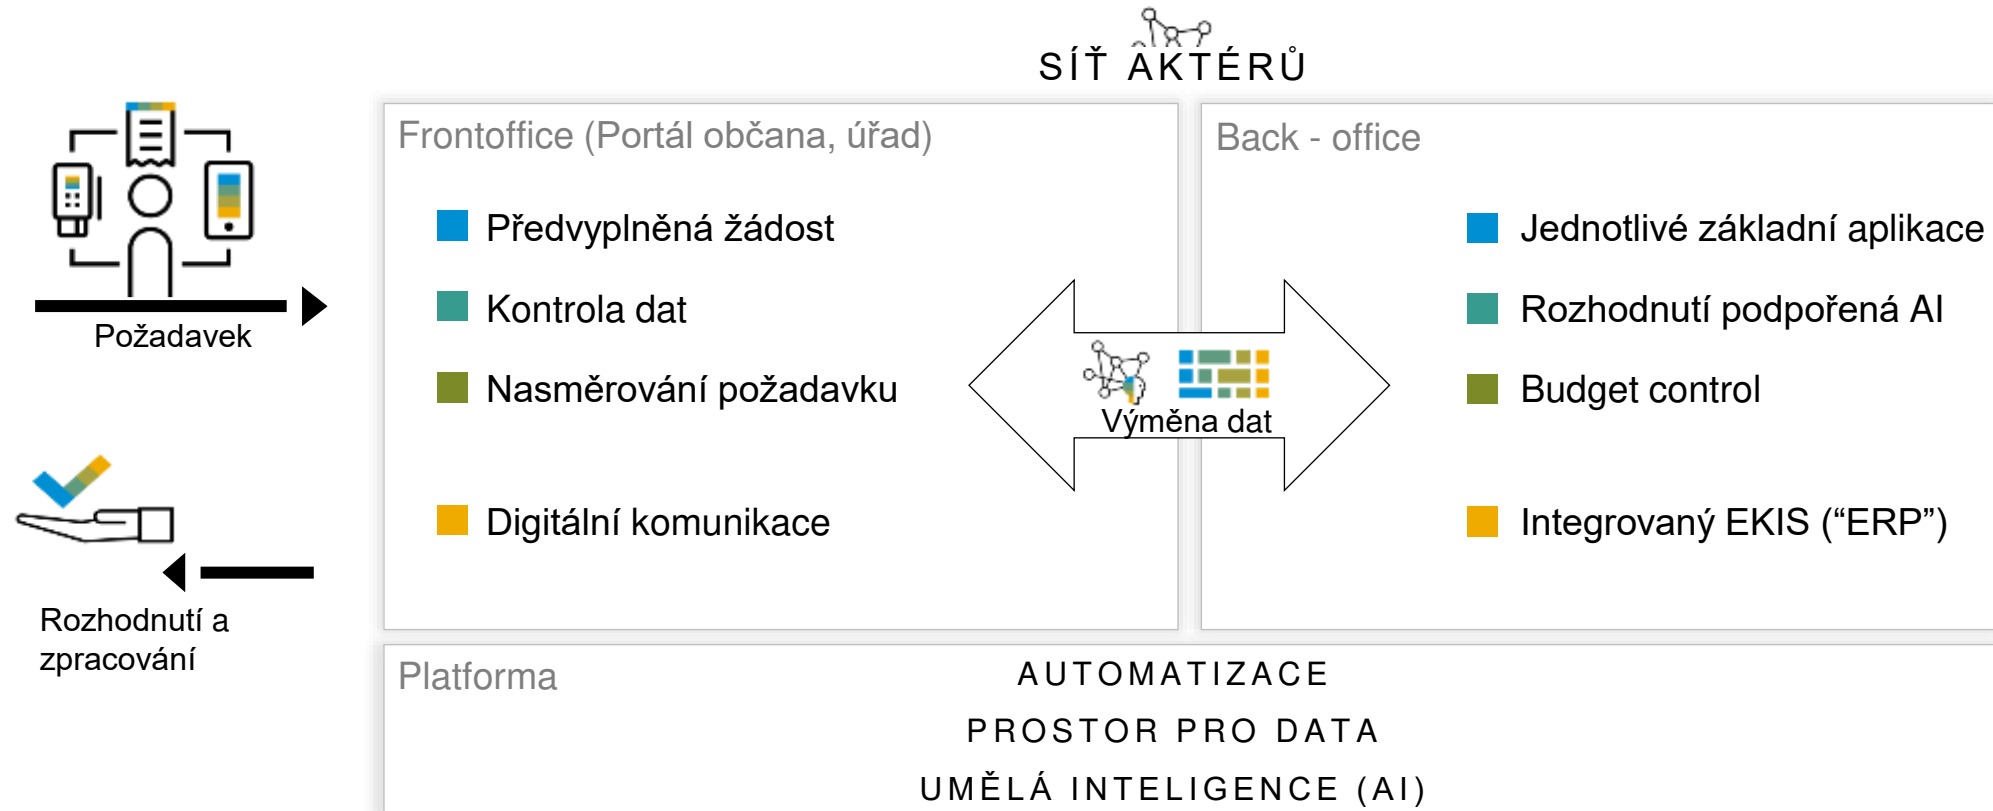 SÍŤ AKTÉRŮ
Požadavek
Rozhodnutí a
zpracování
Frontoffice (Portál občana, úřad)
Předvyplněná žádost
Kontrola dat
Nasměrování požadavku
Digitální komunikace
Výměna dat
Back - office
Jednotlivé základní aplikace
Rozhodnutí podpořená AI
Budget control
Integrovaný EKIS (“ERP”)
Platforma
AUTOMATIZACE
PROSTOR PRO DATA
UMĚLÁ INTELIGENCE (AI)